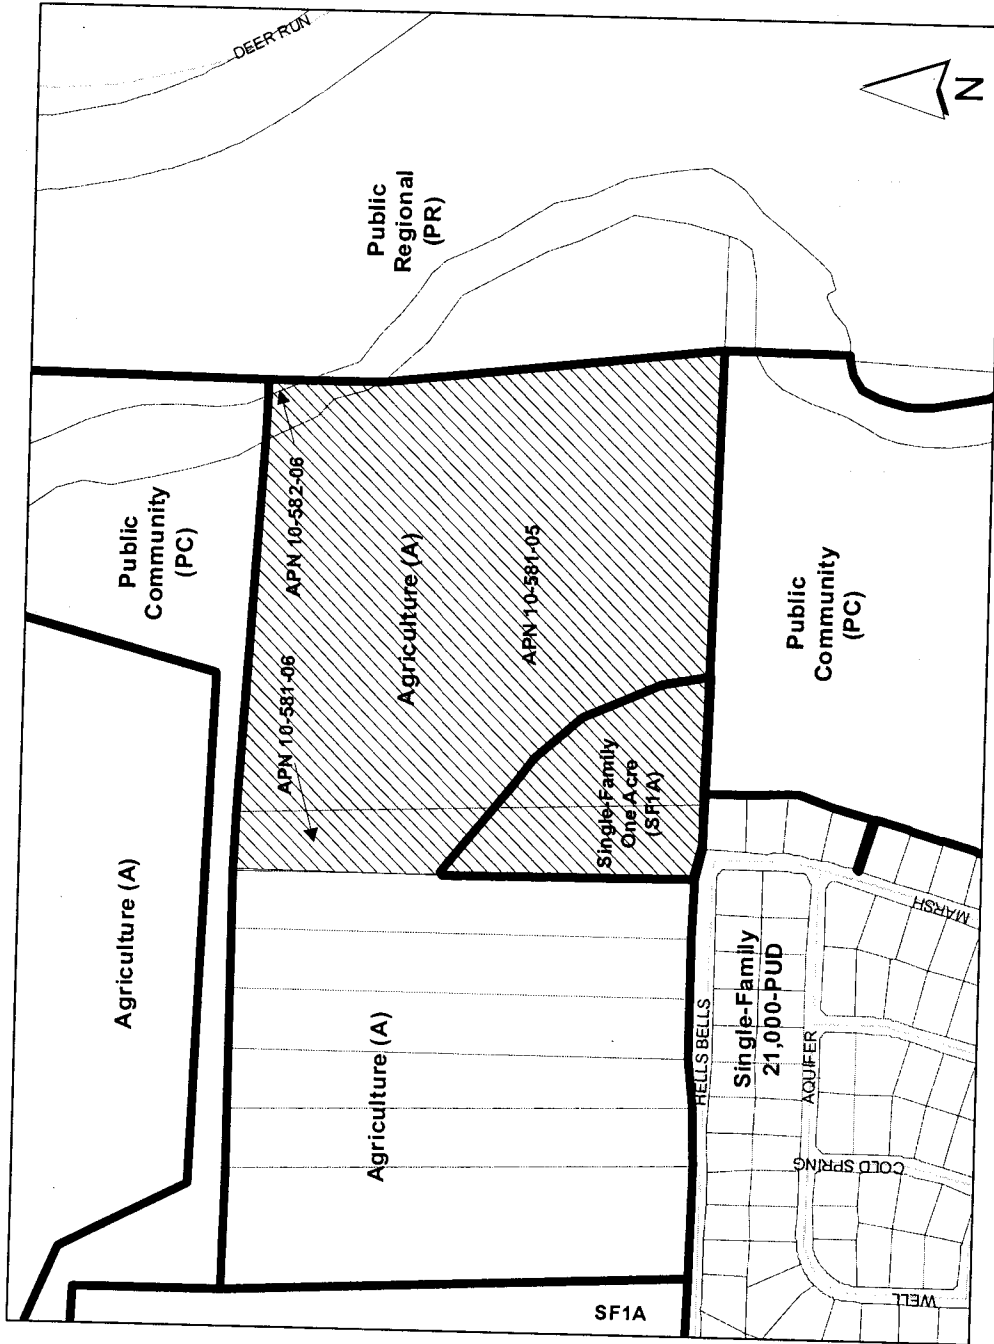 DEER RUN
N
Public
Regional
(PR)
Public
Community
(PC)
APN 10-582-06
Agriculture (A)
APN 10-581-05
APN 10-581-06
Single-Family
One Acre
(SF1A)
Public
Community
(PC)
Agriculture (A)
Agriculture (A)
HELLS BELLS
Single-Family
21,000-PUD
AQUIFER
MARSH
COLD SPRING
WELL
SF1A